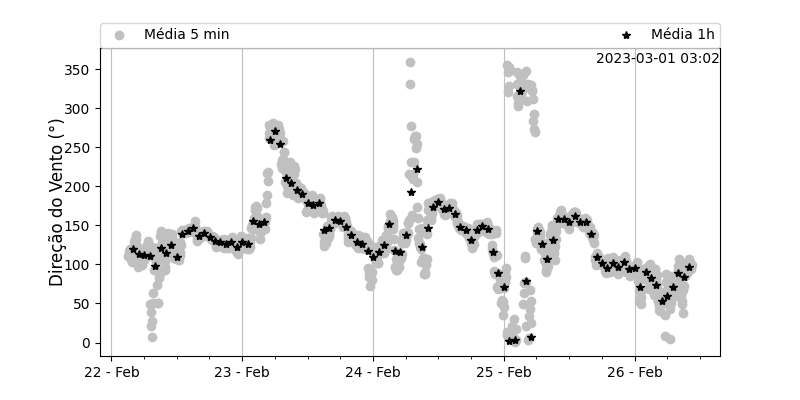 Média 5 min
Média 1h
2023-03-01 03:02
Direção do Vento (°)
350
300
250
200
150
100
50
0
22 - Feb
23 - Feb
24 - Feb
25 - Feb
26 - Feb